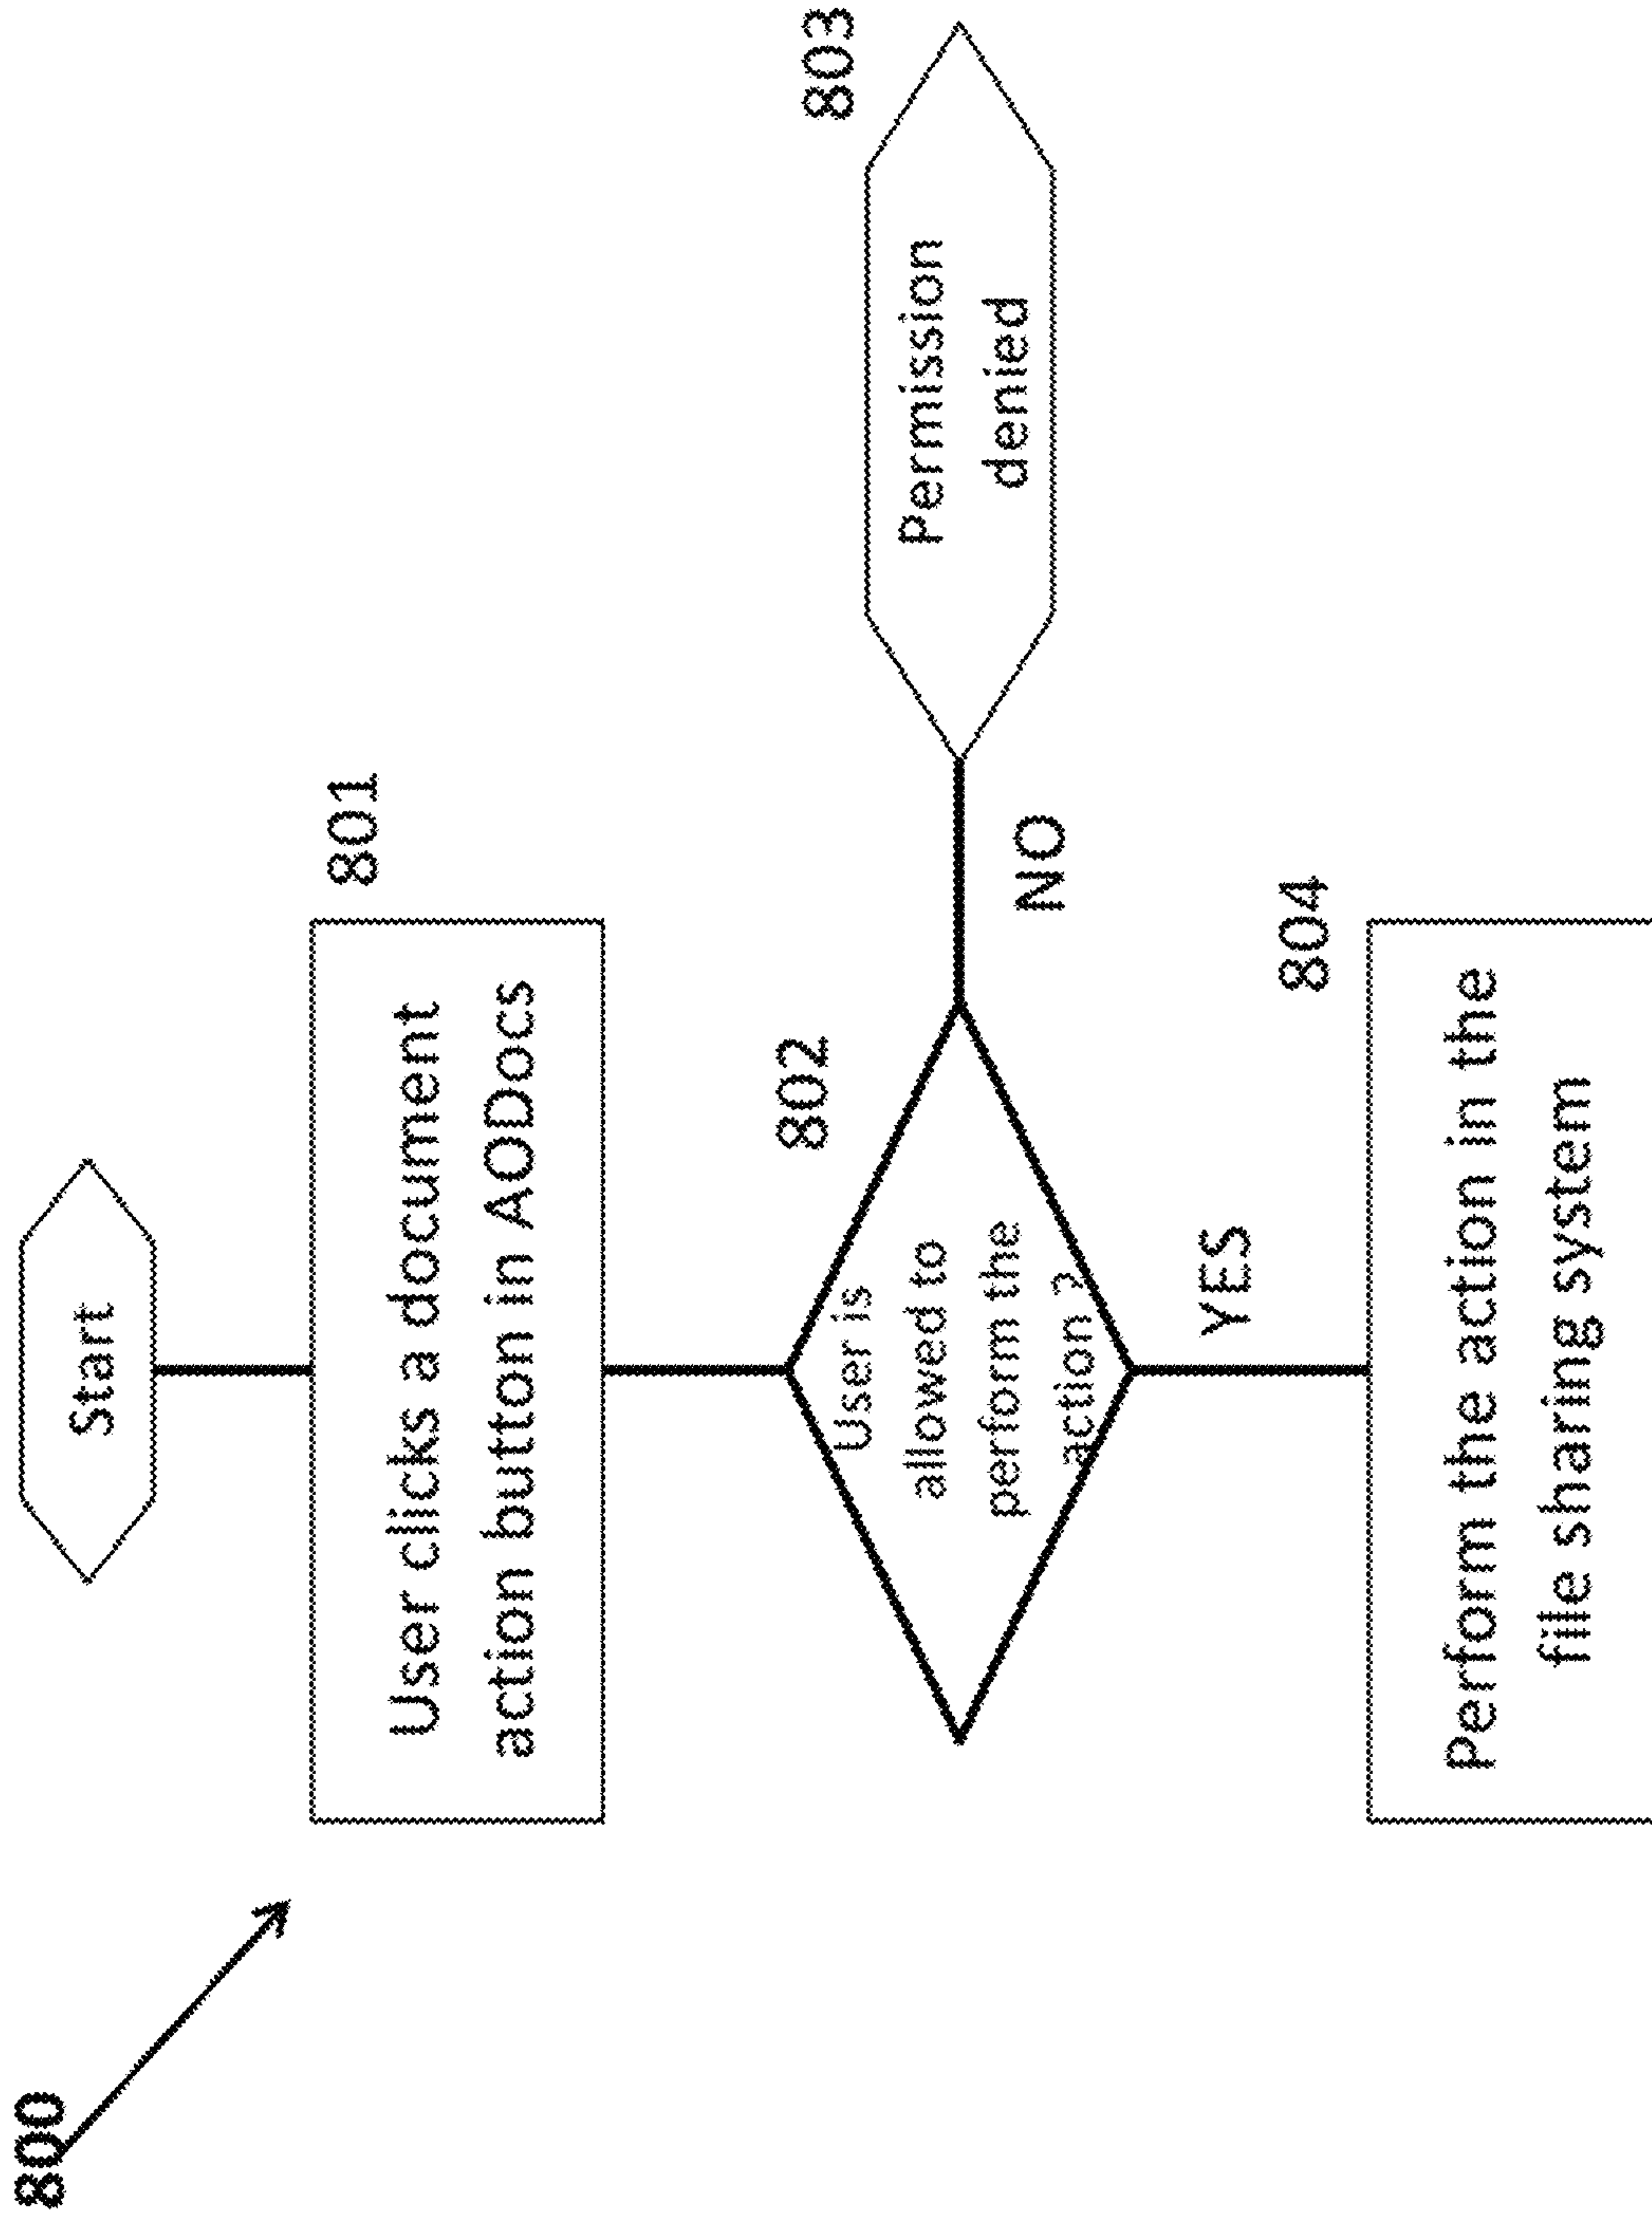 800
Start
801
User clicks a document
action button in AODocs
802
User is
allowed to
perform the
action ?
NO
803
Permission
denied
YES
804
Perform the action in the
file sharing system